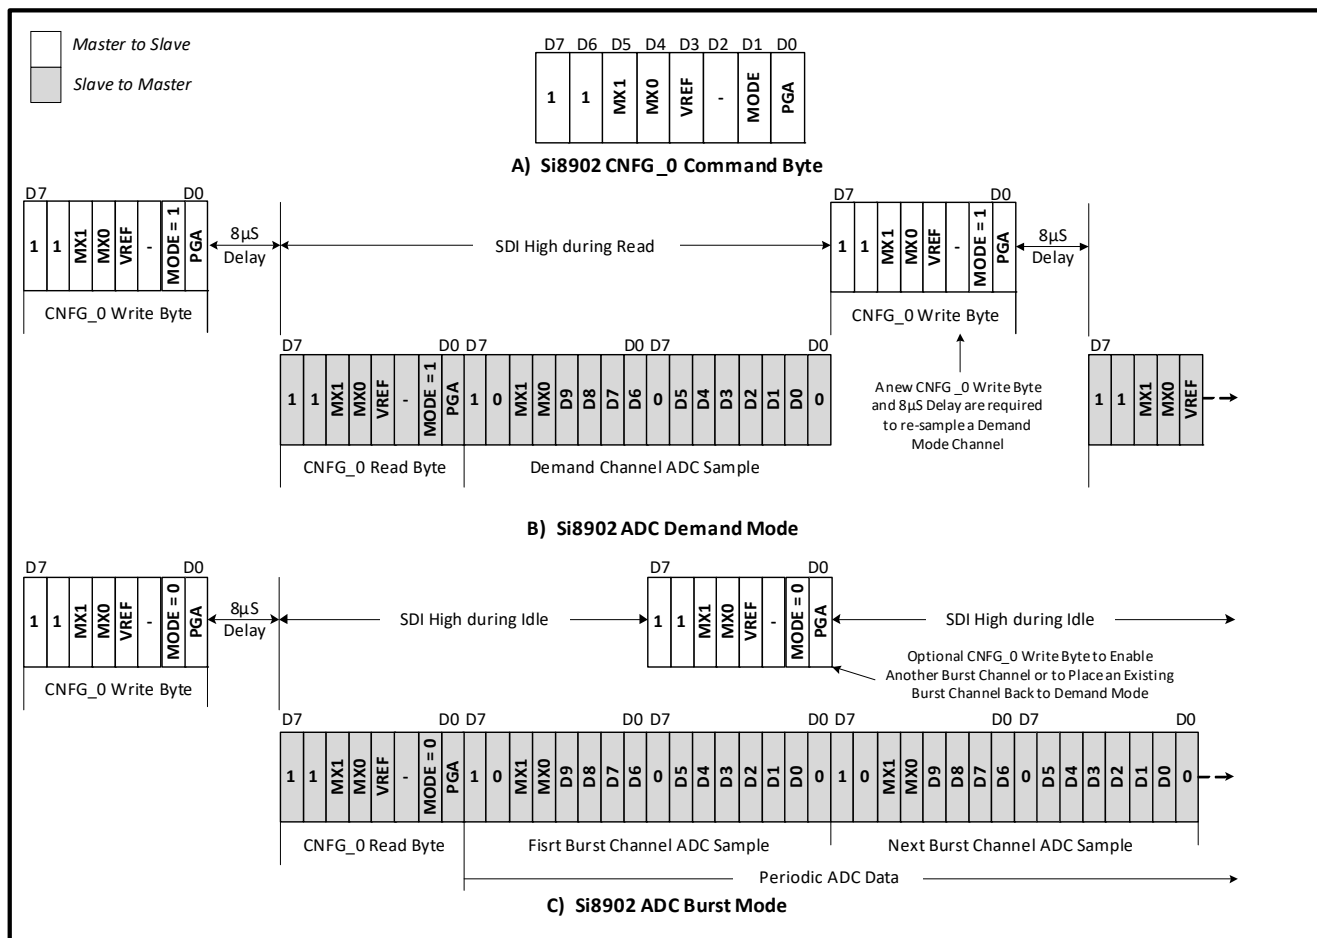 Master to Slave
Slave to Master
D7 D6 D5 D4 D3 D2 D1 D0
1 1 MX1 MX0 VREF - MODE PGA
A) Si8902 CNFG_0 Command Byte
D7 D0
1 1 MX1 MX0 VREF - MODE = 1 PGA
8µS
Delay
SDI High during Read
D7 D0
1 1 MX1 MX0 VREF - MODE = 1 PGA
8µS
Delay
CNFG_0 Write Byte
CNFG_0 Write Byte
D7 D0 D7 D0 D7 D0
1 1 MX1 MX0 VREF - MODE = 1 PGA 1 0 MX1 MX0 D9 D8 D7 D6 0 D5 D4 D3 D2 D1 D0 0
A new CNFG_0 Write Byte
and 8µS Delay are required
to re-sample a Demand
Mode Channel
D7
1 1 MX1 MX0 VREF
CNFG_0 Read Byte
Demand Channel ADC Sample
B) Si8902 ADC Demand Mode
D7 D0
1 1 MX1 MX0 VREF - MODE = 0 PGA
8µS
Delay
SDI High during Idle
D7 D0
1 1 MX1 MX0 VREF - MODE = 0 PGA
SDI High during Idle
CNFG_0 Write Byte
Optional CNFG_0 Write Byte to Enable
Another Burst Channel or to Place an Existing
Burst Channel Back to Demand Mode
D7 D0 D7 D0 D7 D0 D7 D0 D7 D0
1 1 MX1 MX0 VREF - MODE = 0 PGA 1 0 MX1 MX0 D9 D8 D7 D6 0 D5 D4 D3 D2 D1 D0 0 1 0 MX1 MX0 D9 D8 D7 D6 0 D5 D4 D3 D2 D1 D0 0
CNFG_0 Read Byte
Fisrt Burst Channel ADC Sample
Next Burst Channel ADC Sample
Periodic ADC Data
C) Si8902 ADC Burst Mode